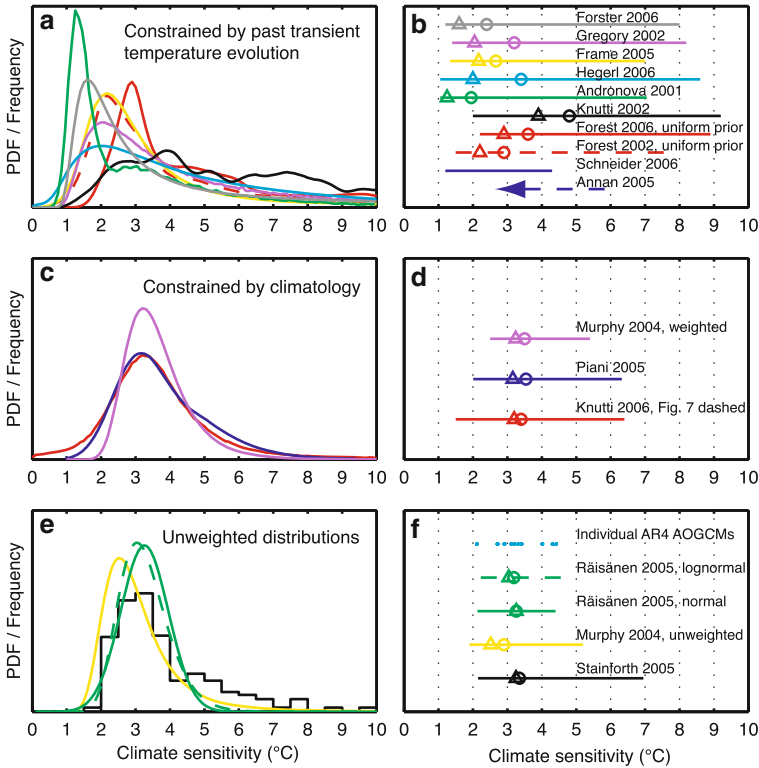 a
Constrained by past transient
temperature evolution
PDF / Frequency
0 1 2 3 4 5 6 7 8 9 10
b
Forster 2006
Gregory 2002
Frame 2005
Hegerl 2006
Andronova 2001
Knutti 2002
Forest 2006, uniform prior
Forest 2002, uniform prior
Schneider 2006
Annan 2005
0 1 2 3 4 5 6 7 8 9 10
c
Constrained by climatology
PDF / Frequency
0 1 2 3 4 5 6 7 8 9 10
d
Murphy 2004, weighted
Piani 2005
Knutti 2006, Fig. 7 dashed
0 1 2 3 4 5 6 7 8 9 10
e
Unweighted distributions
PDF / Frequency
0 1 2 3 4 5 6 7 8 9 10
Climate sensitivity (°C)
f
Individual AR4 AOGCMs
Räisänen 2005, lognormal
Räisänen 2005, normal
Murphy 2004, unweighted
Stainforth 2005
0 1 2 3 4 5 6 7 8 9 10
Climate sensitivity (°C)